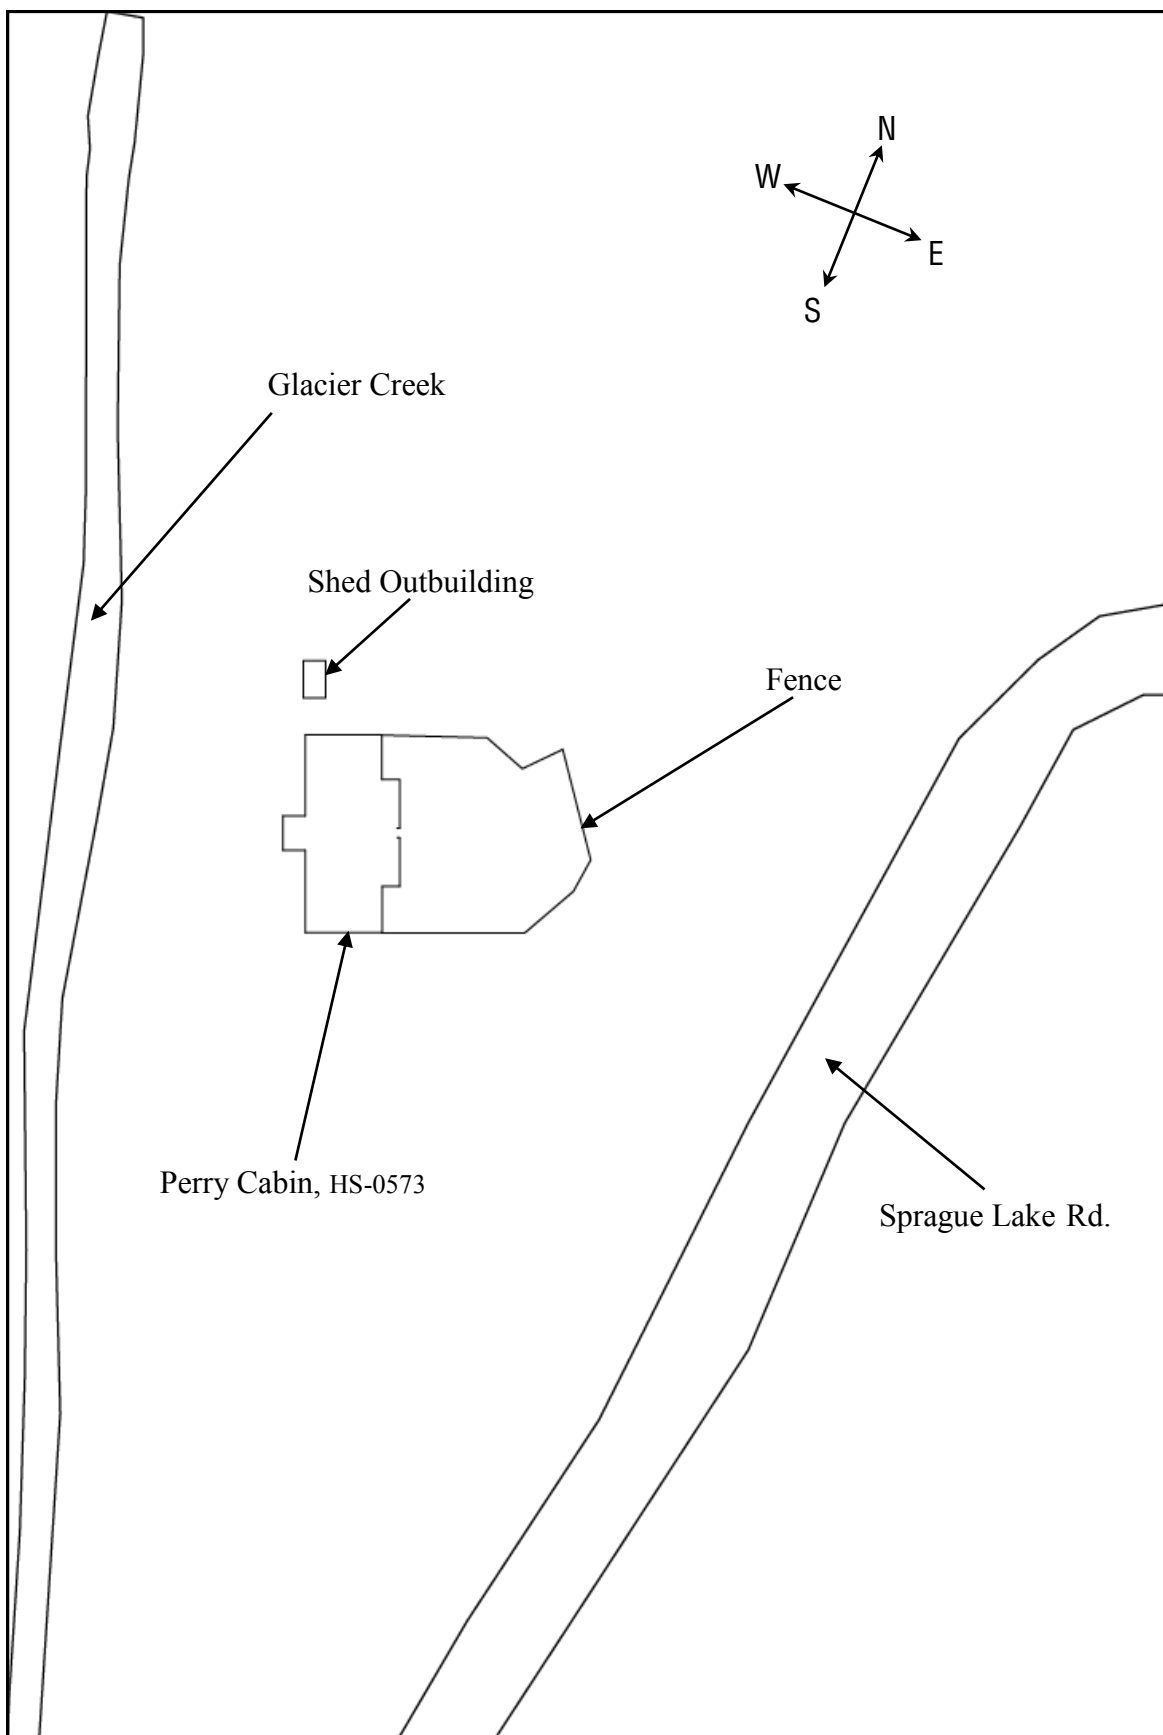 N
W
E
S
Glacier Creek
Shed Outbuilding
Fence
Perry Cabin, HS-0573
Sprague Lake Rd.